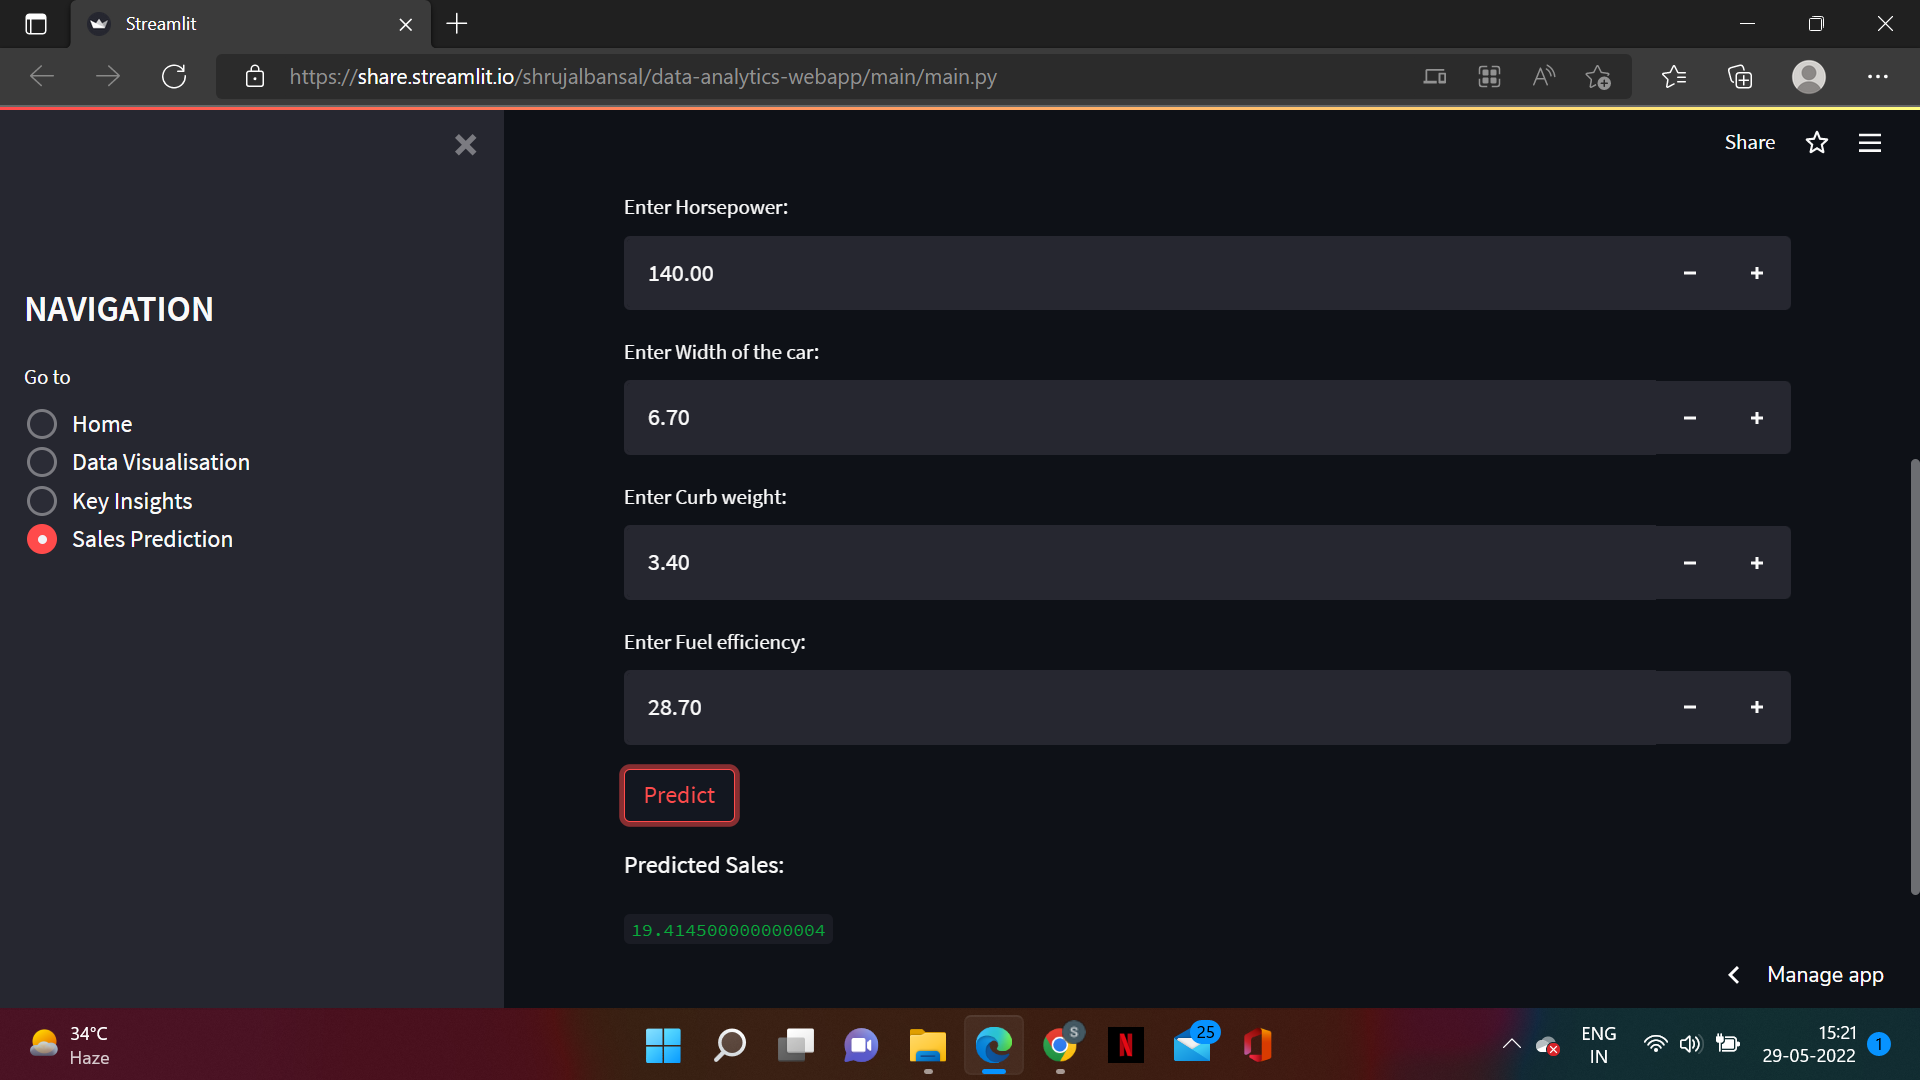 Streamlit
https://share.streamlit.io/shrujalbansal/data-analytics-webapp/main/main.py
Share
NAVIGATION
Go to
Home
Data Visualisation
Key Insights
Sales Prediction
Enter Horsepower:
140.00
Enter Width of the car:
6.70
Enter Curb weight:
3.40
Enter Fuel efficiency:
28.70
Predict
Predicted Sales:
19.414500000000004
Manage app
34°C
Haze
S
N
25
ENG
IN
15:21
29-05-2022
1